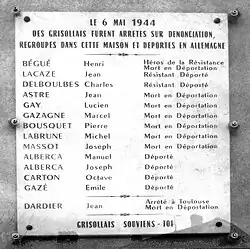 LE 6 MAI 1944
DES GRISOLLAIS FURENT ARRETES SUR DENONCIATION,
REGROUPES DANS CETTE MAISON ET DEPORTES EN ALLEMAGNE
BÉGUÉ Henri Héros de la Résistance
Mort en Déportation
LACAZE Jean Résistant Déporté
DELBOULBES Charles Résistant Déporté
ASTRE Jean Mort en Déportation
GAY Lucien Mort en Déportation
GAZAGNE Marcel Mort en Déportation
BOUSQUET Pierre Mort en Déportation
LABRUNE Michel Mort en Déportation
MASSOT Joseph Mort en Déportation
ALBERCA Manuel Déporté
ALBERCA Joseph Déporté
CARTON Octave Déporté
GAZÉ Emile Déporté
DARDIER Jean Arrêté à Toulouse
Mort en Déportation
GRISOLLAIS SOUVIENS-TOI